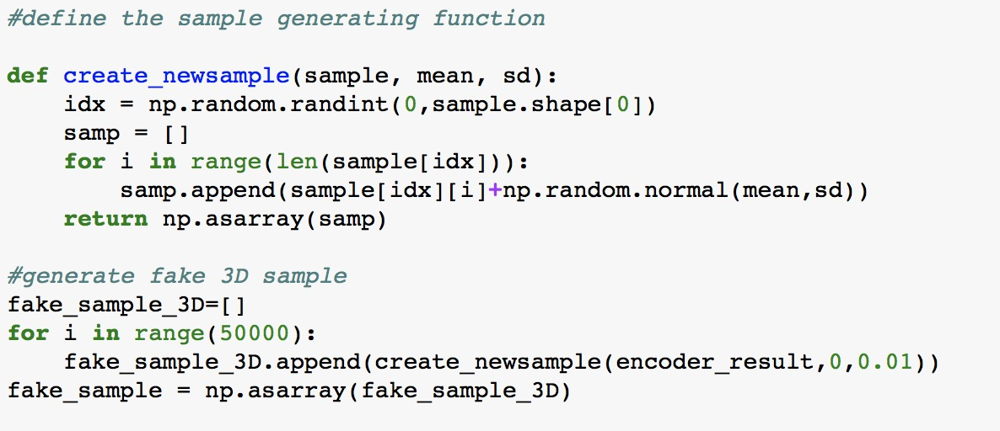 #define the sample generating function
def create_newsample(sample, mean, sd):
    idx = np.random.randint(0,sample.shape[0])
    samp = []
    for i in range(len(sample[idx])):
        samp.append(sample[idx][i]+np.random.normal(mean,sd))
    return np.asarray(samp)
#generate fake 3D sample
fake_sample_3D=[]
for i in range(50000):
    fake_sample_3D.append(create_newsample(encoder_result,0,0.01))
fake_sample = np.asarray(fake_sample_3D)